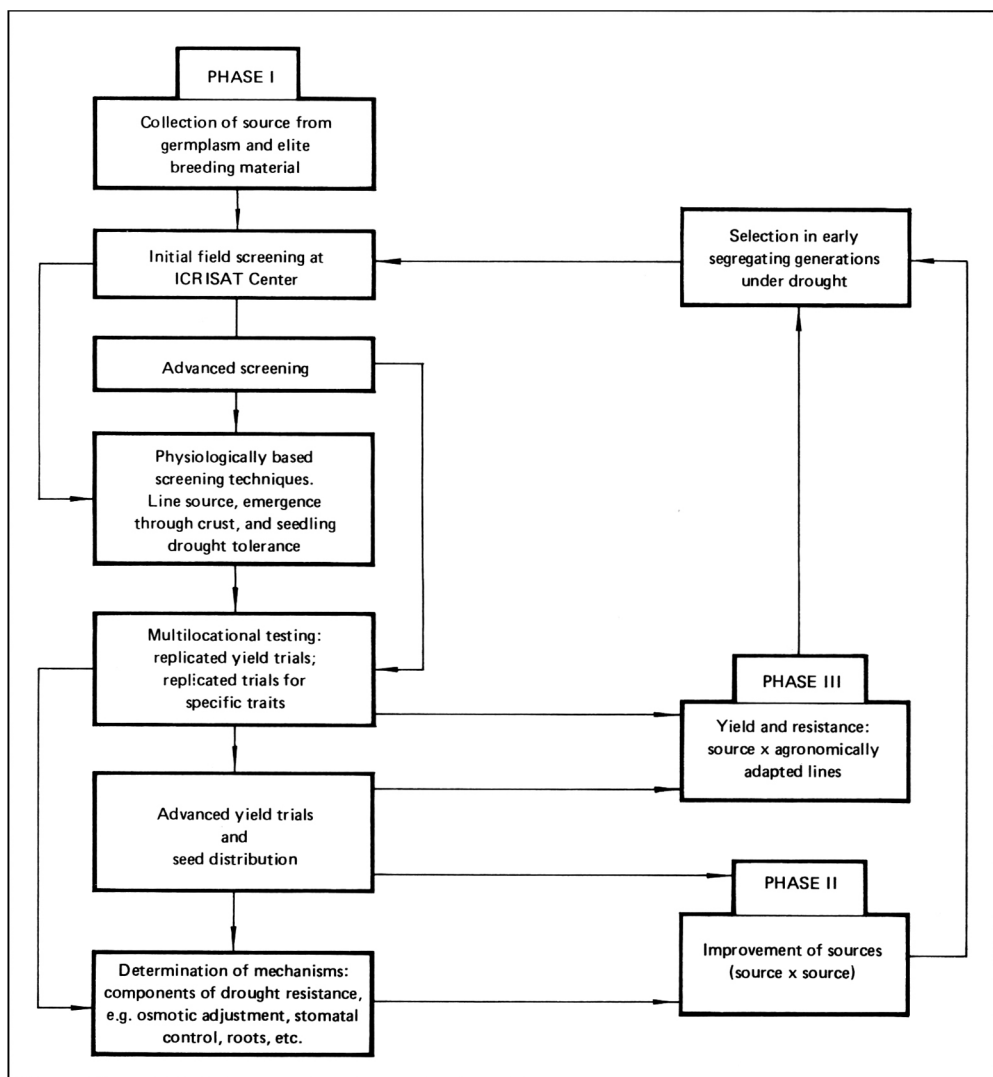 PHASE I
Collection of source from
germplasm and elite
breeding material
Initial field screening at
ICRISAT Center
Advanced screening
Physiologically based
screening techniques.
Line source, emergence
through crust, and seedling
drought tolerance
Multilocational testing:
replicated yield trials;
replicated trials for
specific traits
Advanced yield trials
and
seed distribution
Determination of mechanisms:
components of drought resistance,
e.g. osmotic adjustment, stomatal
control, roots, etc.
Selection in early
segregating generations
under drought
PHASE III
Yield and resistance:
source x agronomically
adapted lines
PHASE II
Improvement of sources
(source x source)